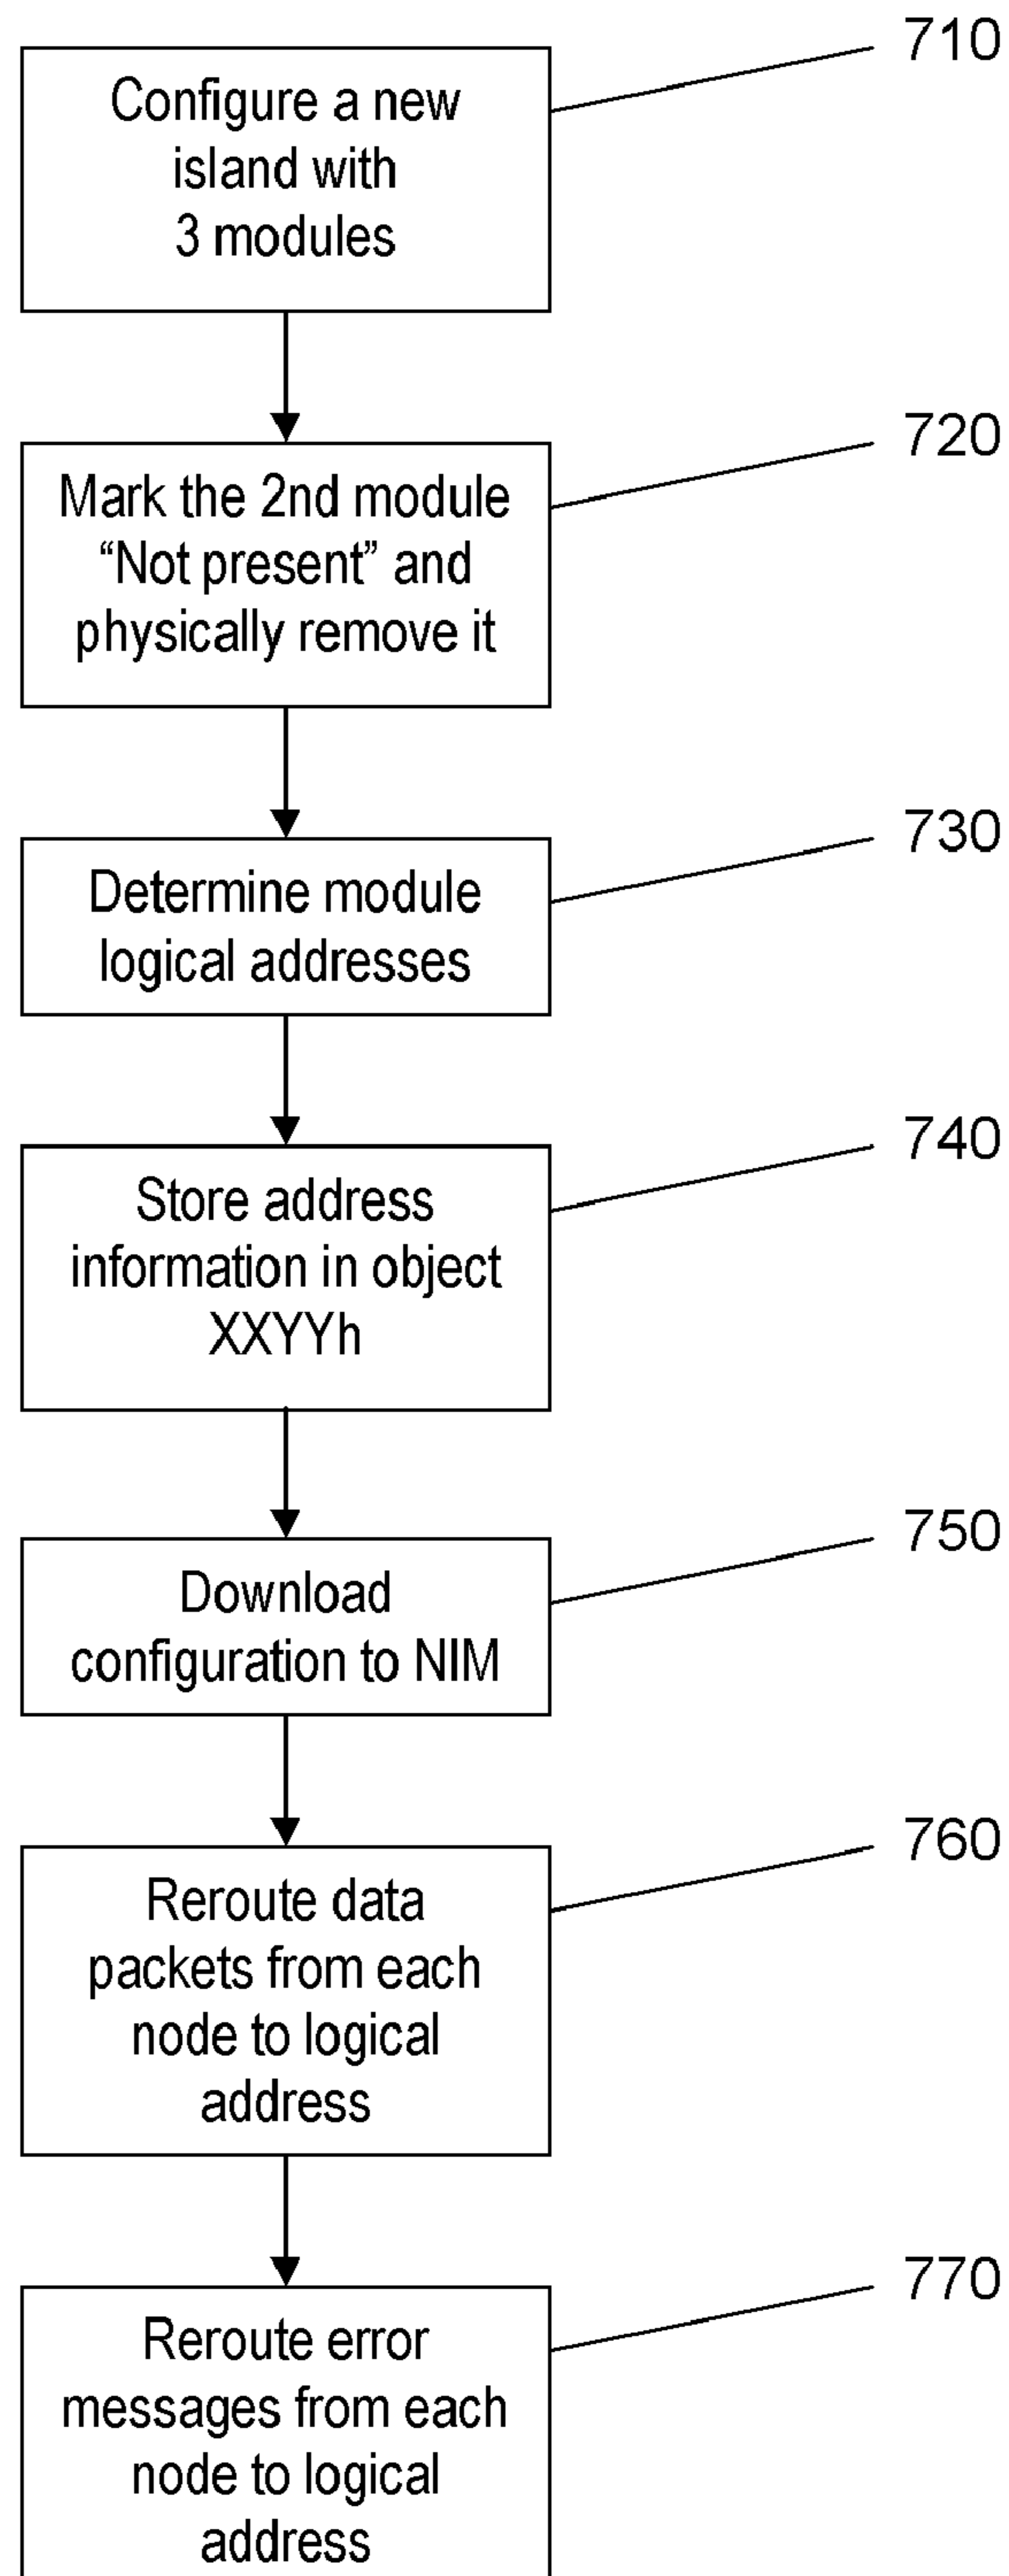 710
Configure a new
island with
3 modules
720
Mark the 2nd module
“Not present” and
physically remove it
730
Determine module
logical addresses
740
Store address
information in object
XXYYh
750
Download
configuration to NIM
760
Reroute data
packets from each
node to logical
address
770
Reroute error
messages from each
node to logical
address